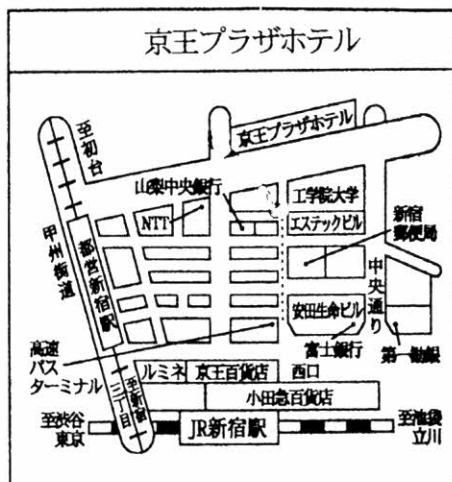 京王プラザホテル
至初台
京王プラザホテル
山梨中央銀行
工学院大学
NTT
エステックビル
新宿
郵便局
甲州街道
都営新宿駅
中央通り
安田生命ビル
高速
バス
ターミナル
富士銀行
第一勧銀
ルミネ
京王百貨店
西口
至新宿
三丁目
小田急百貨店
至渋谷
東京
JR新宿駅
至池袋
立川